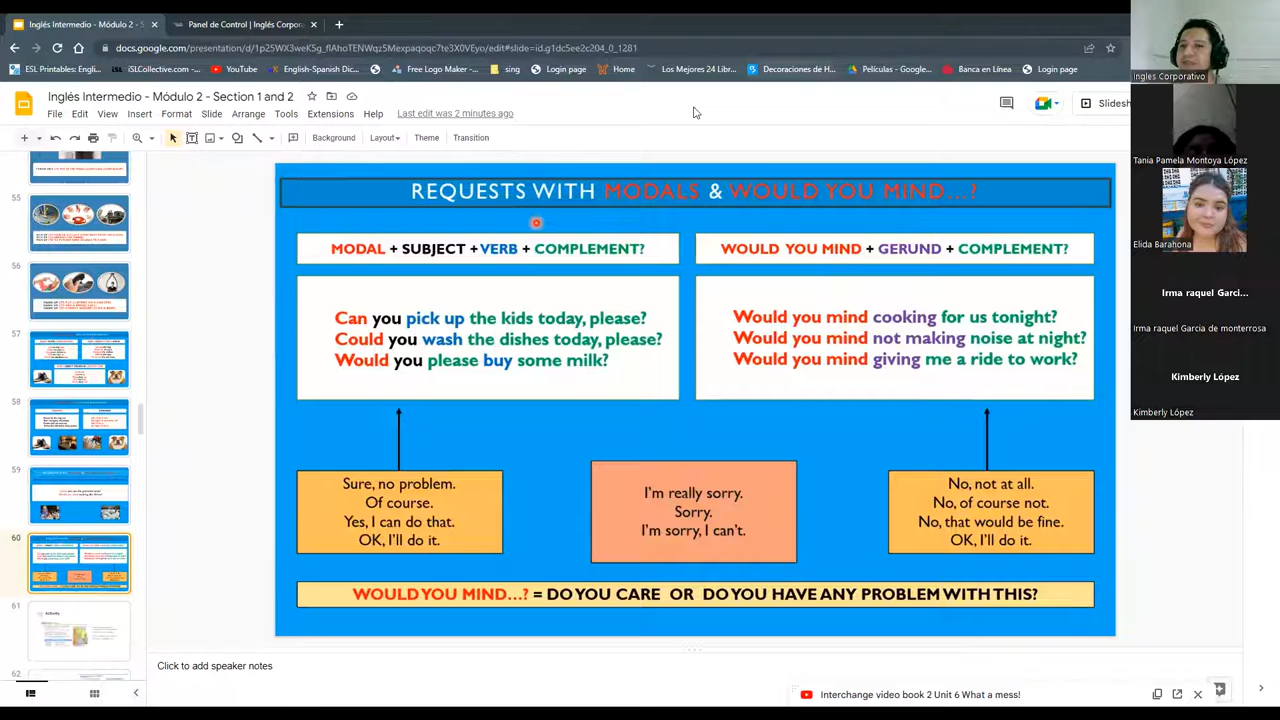 Inglés Intermedio - Módulo 2 - S
Panel de Control | Inglés Corpora
docs.google.com/presentation/d/1p25WX3weK5g_flAhoTENWqz5Mexpaqoqc7te3X0VEyo/edit#slide=id.g1dc5ee2c204_0_1281
ESL Printables: Engli...
iSLCollective.com -...
YouTube
English-Spanish Dic...
Free Logo Maker -...
sing
Login page
Home
Los Mejores 24 Libr...
Decoraciones de H...
Películas - Google...
Banca en Línea
Login page
Inglés Intermedio - Módulo 2 - Section 1 and 2
File Edit View Insert Format Slide Arrange Tools Extensions Help
Last edit was 2 minutes ago
Slidesh
Background Layout Theme Transition
55
56
57
58
59
60
61
Activity
62
REQUESTS WITH MODALS & WOULD YOU MIND...?
MODAL + SUBJECT + VERB + COMPLEMENT?
Can you pick up the kids today, please?
Could you wash the dishes today, please?
Would you please buy some milk?
WOULD YOU MIND + GERUND + COMPLEMENT?
Would you mind cooking for us tonight?
Would you mind not making noise at night?
Would you mind giving me a ride to work?
Sure, no problem.
Of course.
Yes, I can do that.
OK, I'll do it.
I'm really sorry.
Sorry.
I'm sorry, I can't.
No, not at all.
No, of course not.
No, that would be fine.
OK, I'll do it.
WOULD YOU MIND...? = DO YOU CARE OR DO YOU HAVE ANY PROBLEM WITH THIS?
Click to add speaker notes
Interchange video book 2 Unit 6 What a mess!
Ingles Corporativo
Tania Pamela Montoya López
Elida Barahona
Irma raquel Garci...
Irma raquel Garcia de monterrosa
Kimberly López
Kimberly López